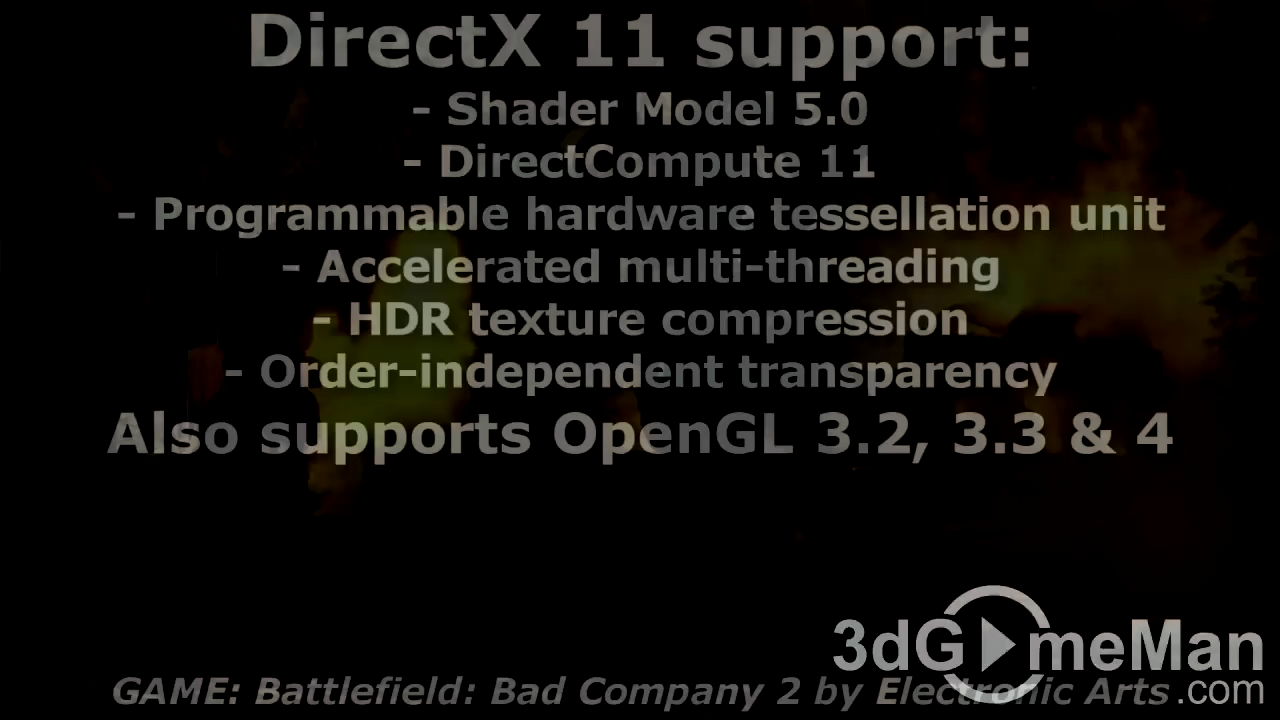 DirectX 11 support:
- Shader Model 5.0
- DirectCompute 11
- Programmable hardware tessellation unit
- Accelerated multi-threading
- HDR texture compression
- Order-independent transparency
Also supports OpenGL 3.2, 3.3 & 4
3dGameMan
.com
GAME: Battlefield: Bad Company 2 by Electronic Arts